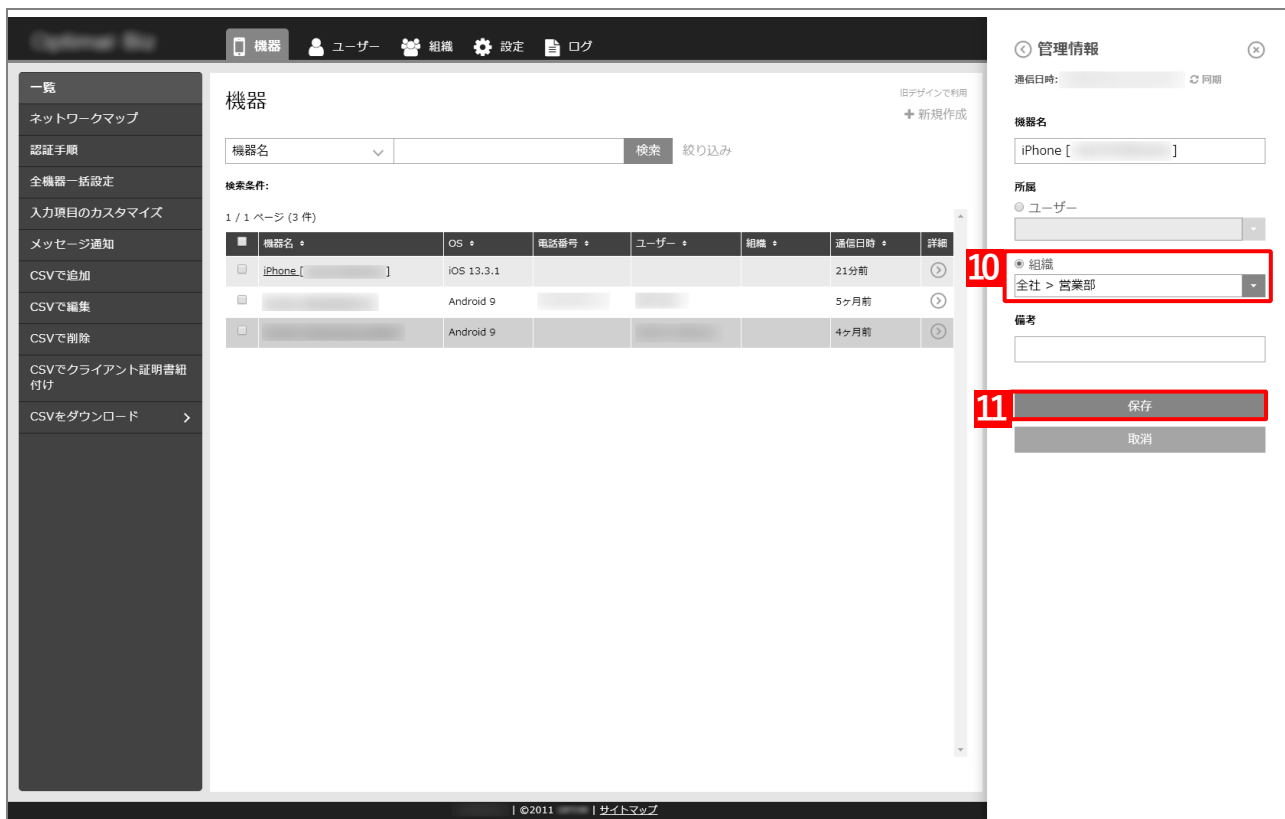 機器
ユーザー
組織
設定
ログ
一覧
ネットワークマップ
認証手順
全機器一括設定
入力項目のカスタマイズ
メッセージ通知
CSVで追加
CSVで編集
CSVで削除
CSVでクライアント証明書紐
付け
CSVをダウンロード
機器
旧デザインで利用
新規作成
機器名
検索
絞り込み
検索条件:
1 / 1 ページ (3 件)
機器名 OS 電話番号 ユーザー 組織 通信日時 詳細
iPhone [ ] iOS 13.3.1 21分前
Android 9 5ヶ月前
Android 9 4ヶ月前
管理情報
通信日時: 同期
機器名
iPhone [ ]
所属
ユーザー
10
組織
全社 > 営業部
備考
11
保存
取消
| ©2011 | サイトマップ